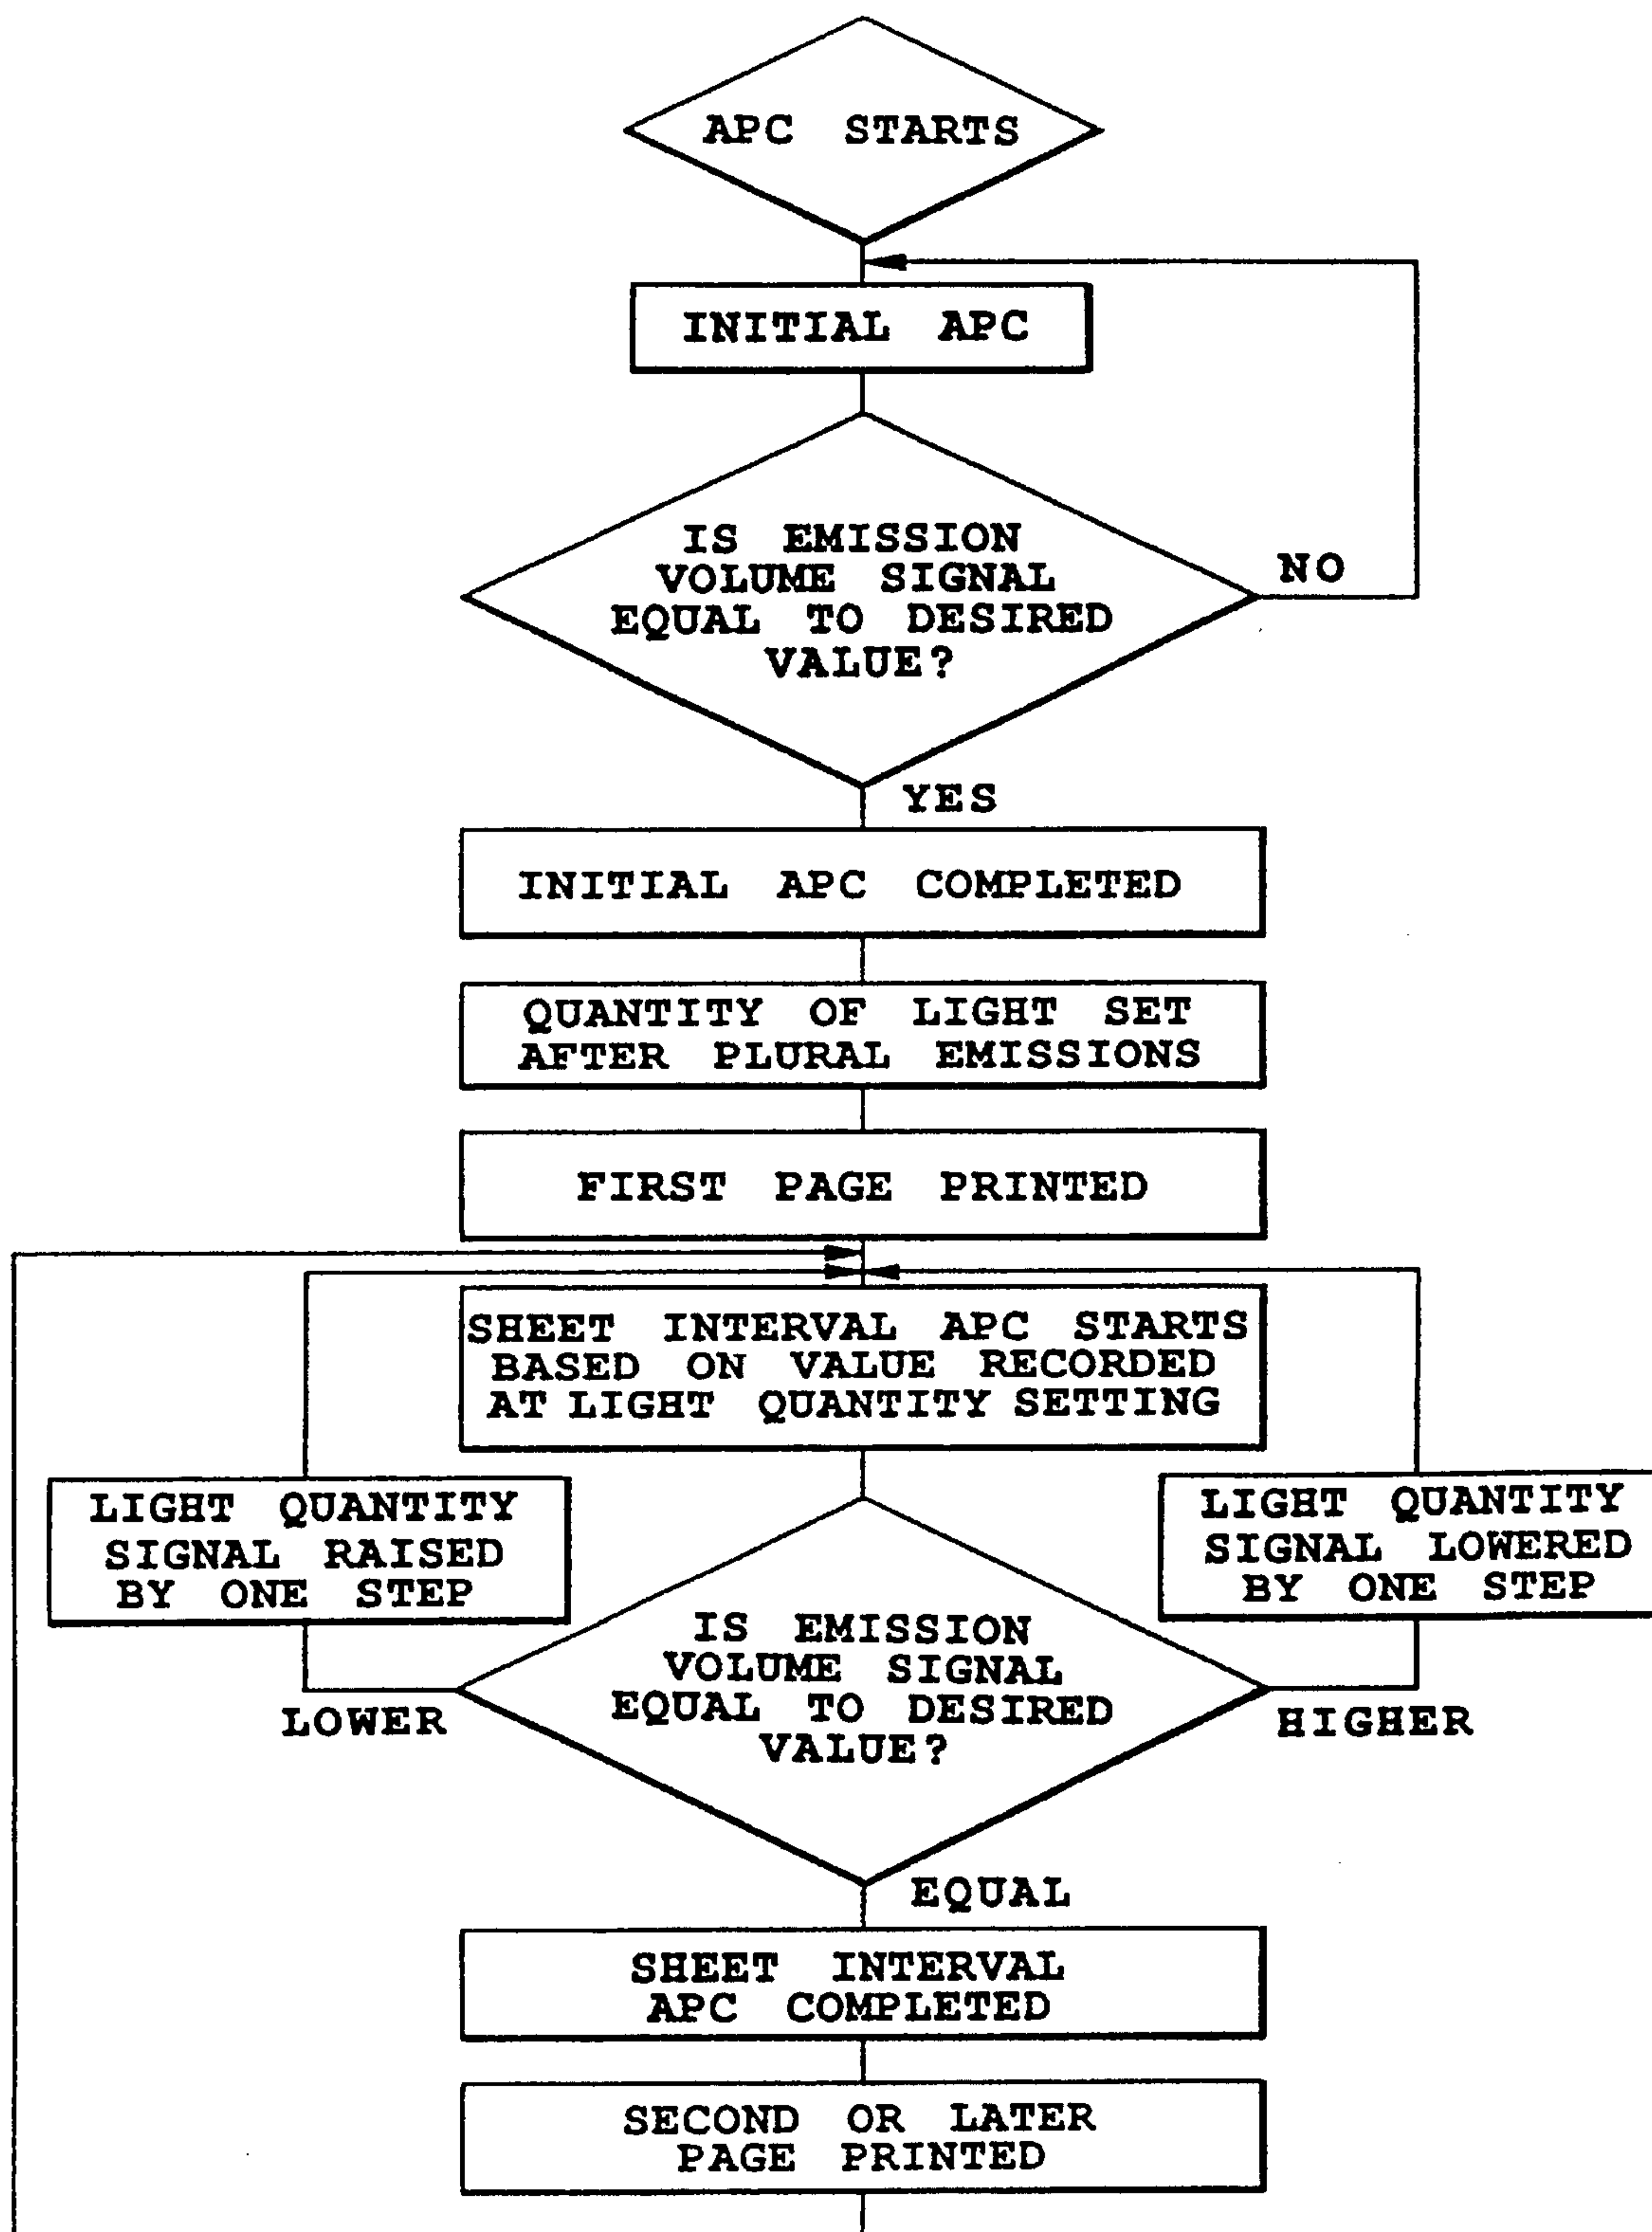 APC STARTS
INITIAL APC
IS EMISSION
VOLUME SIGNAL
EQUAL TO DESIRED
VALUE?
NO
YES
INITIAL APC COMPLETED
QUANTITY OF LIGHT SET
AFTER PLURAL EMISSIONS
FIRST PAGE PRINTED
SHEET INTERVAL APC STARTS
BASED ON VALUE RECORDED
AT LIGHT QUANTITY SETTING
LIGHT QUANTITY
SIGNAL RAISED
BY ONE STEP
LIGHT QUANTITY
SIGNAL LOWERED
BY ONE STEP
IS EMISSION
VOLUME SIGNAL
EQUAL TO DESIRED
VALUE?
LOWER
HIGHER
EQUAL
SHEET INTERVAL
APC COMPLETED
SECOND OR LATER
PAGE PRINTED